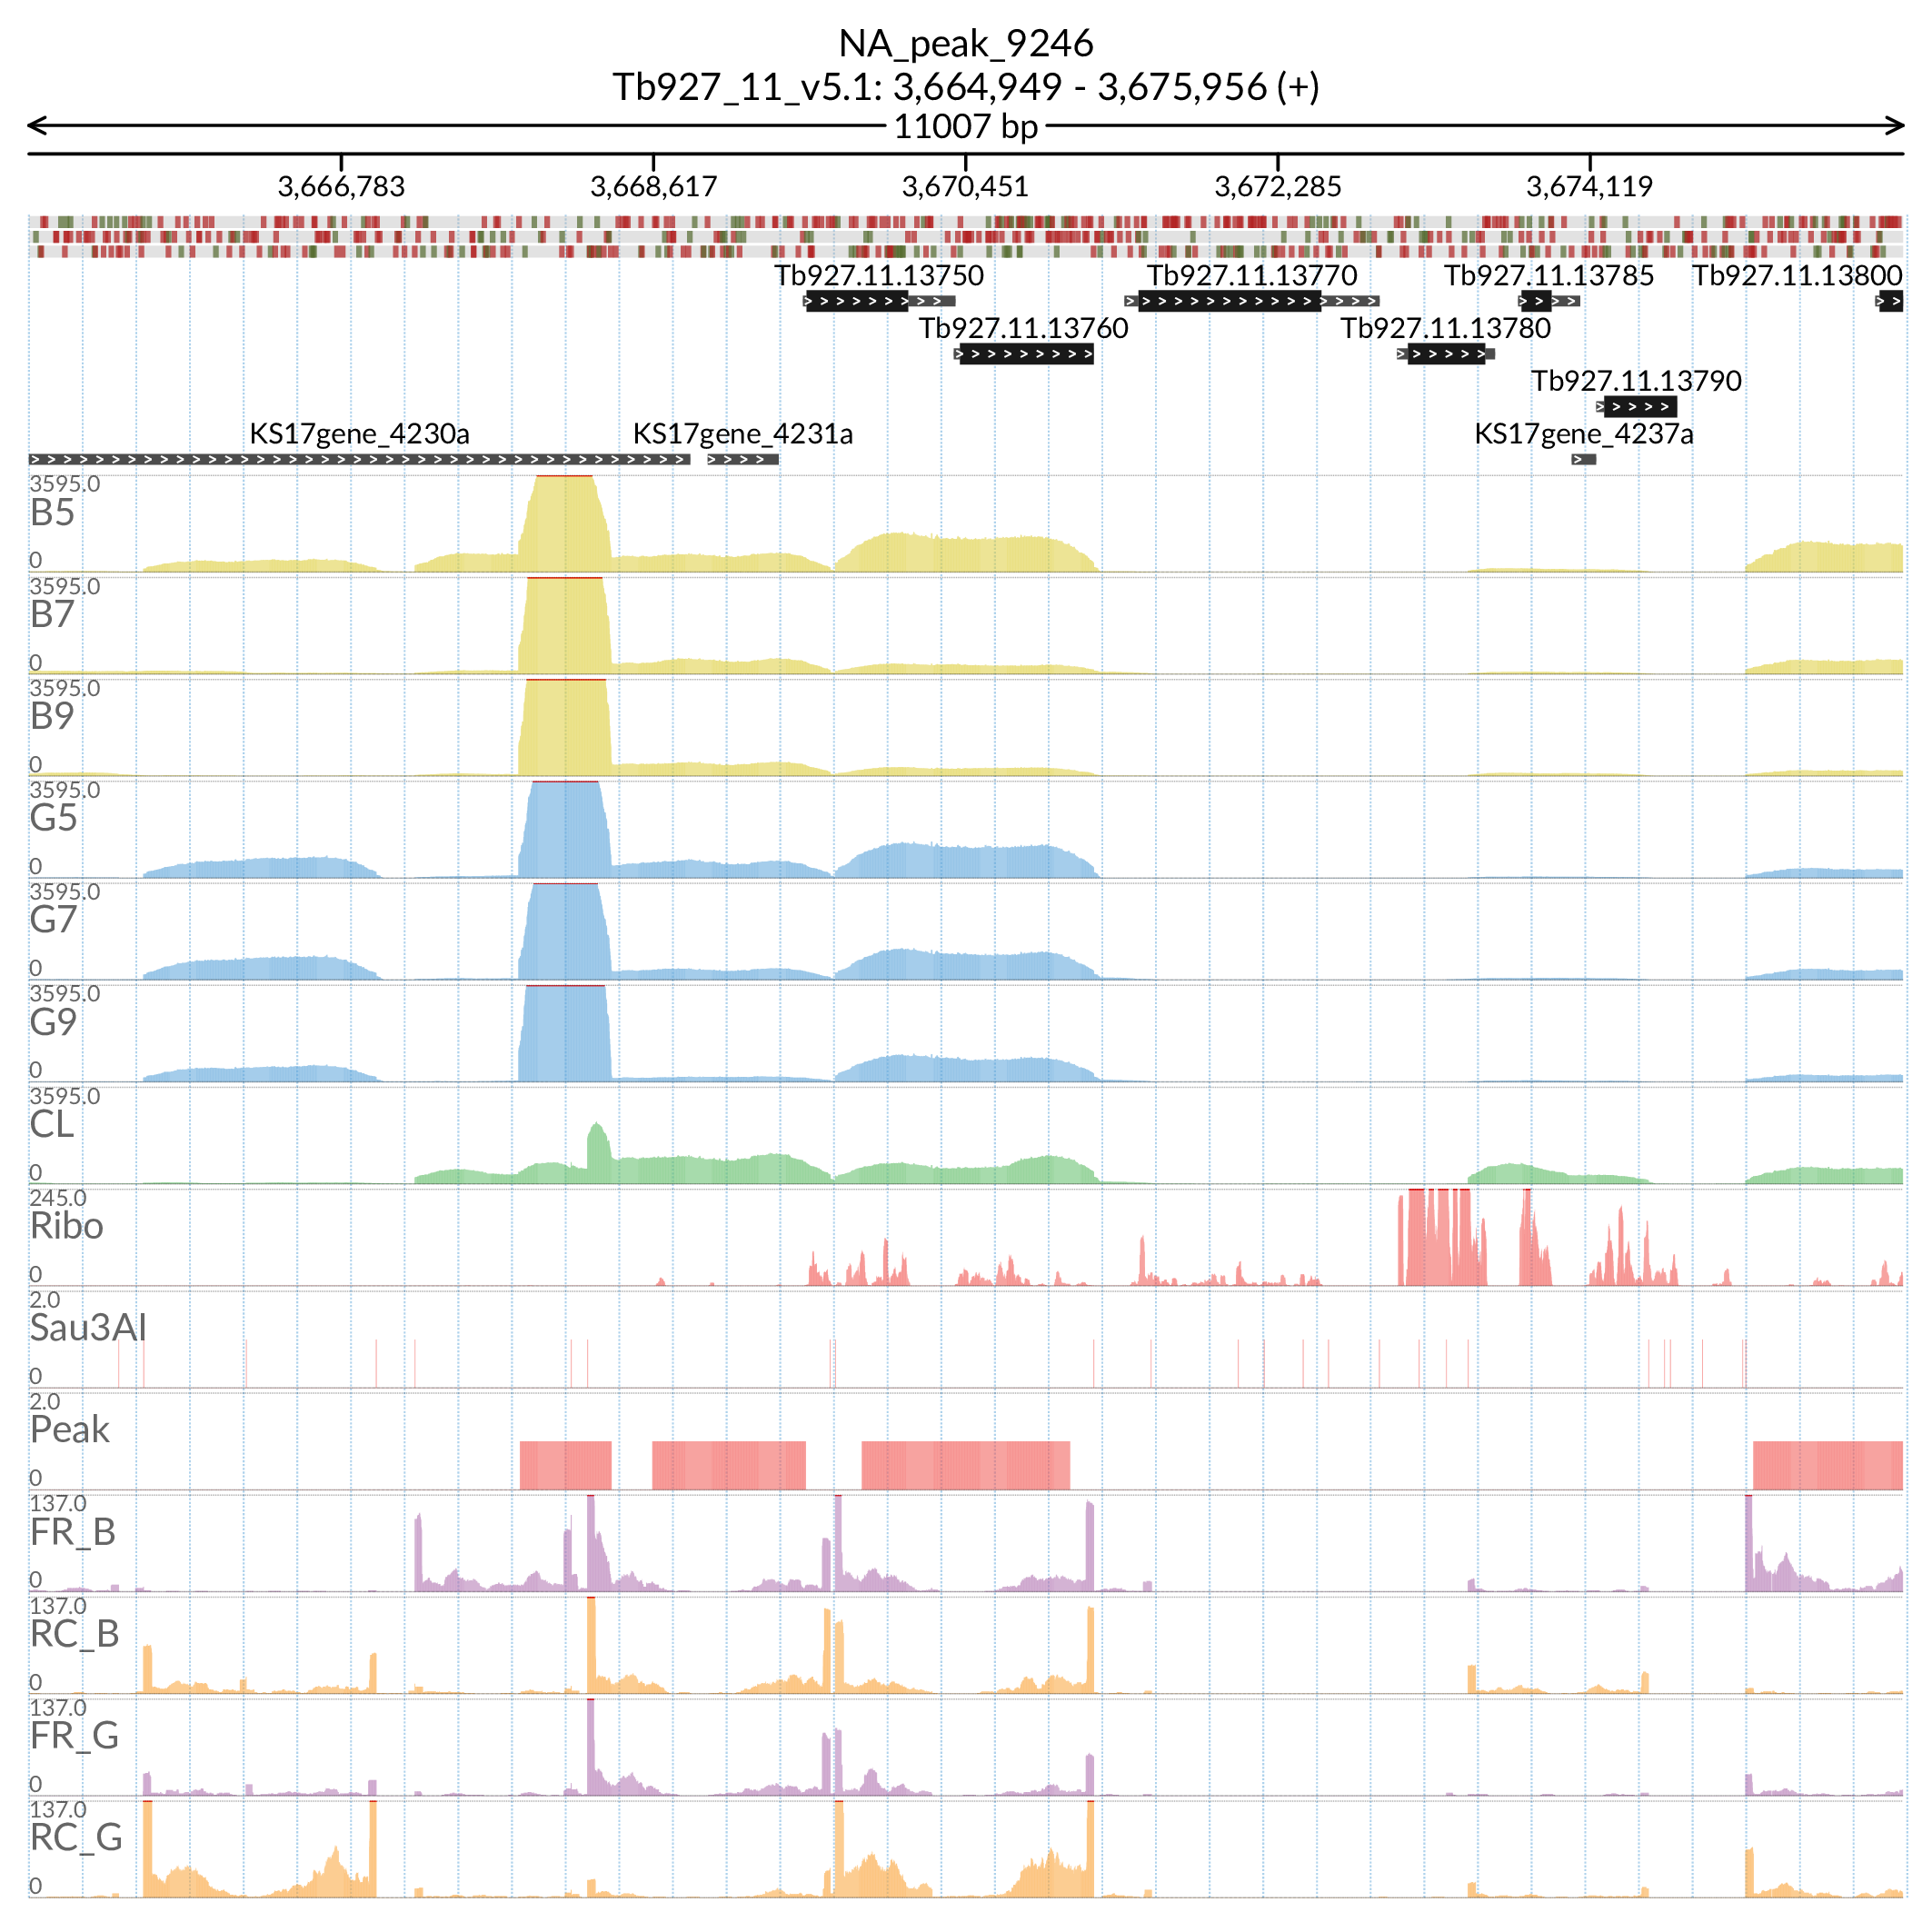 NA_peak_9246
Tb927_11_v5.1: 3,664,949 - 3,675,956 (+)
11007 bp
3,666,783 3,668,617 3,670,451 3,672,285 3,674,119
Tb927.11.13750 Tb927.11.13770 Tb927.11.13785 Tb927.11.13800
Tb927.11.13760 Tb927.11.13780
Tb927.11.13790
KS17gene_4230a KS17gene_4231a KS17gene_4237a
3595.0
B5
0
3595.0
B7
0
3595.0
B9
0
3595.0
G5
0
3595.0
G7
0
3595.0
G9
0
3595.0
CL
0
245.0
Ribo
0
2.0
Sau3AI
0
2.0
Peak
0
137.0
FR_B
0
137.0
RC_B
0
137.0
FR_G
0
137.0
RC_G
0